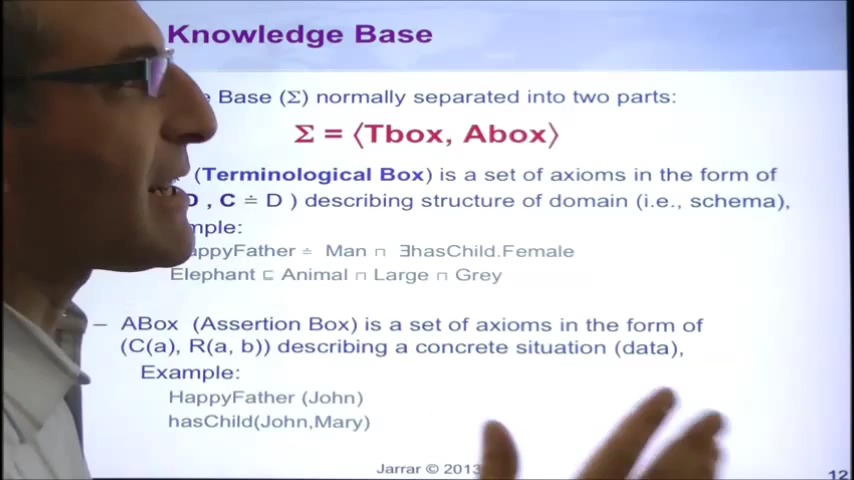 Knowledge Base
Base (Σ) normally separated into two parts:
Σ = ⟨Tbox, Abox⟩
(Terminological Box) is a set of axioms in the form of
, C ≐ D ) describing structure of domain (i.e., schema),
≐ Man ⊓ ∃hasChild.Female
Elephant ⊑ Animal ⊓ Large ⊓ Grey
– ABox (Assertion Box) is a set of axioms in the form of
(C(a), R(a, b)) describing a concrete situation (data),
Example:
HappyFather (John)
hasChild(John,Mary)
Jarrar © 2013
12